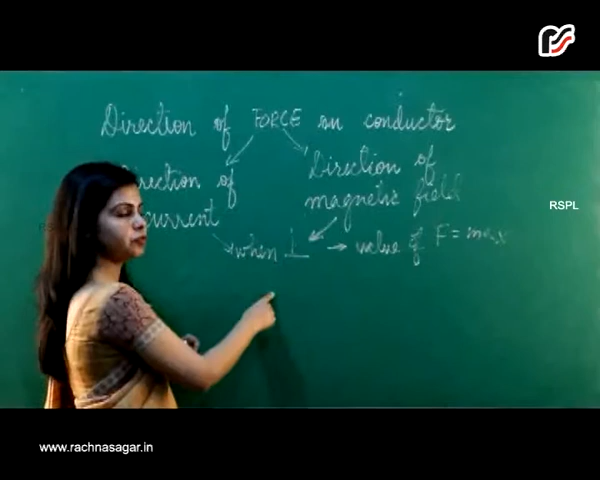 RS
Direction of FORCE on conductor
Direction of
magnetic field
Direction of
current
RSPL
when ⊥ → value of F = max
www.rachnasagar.in